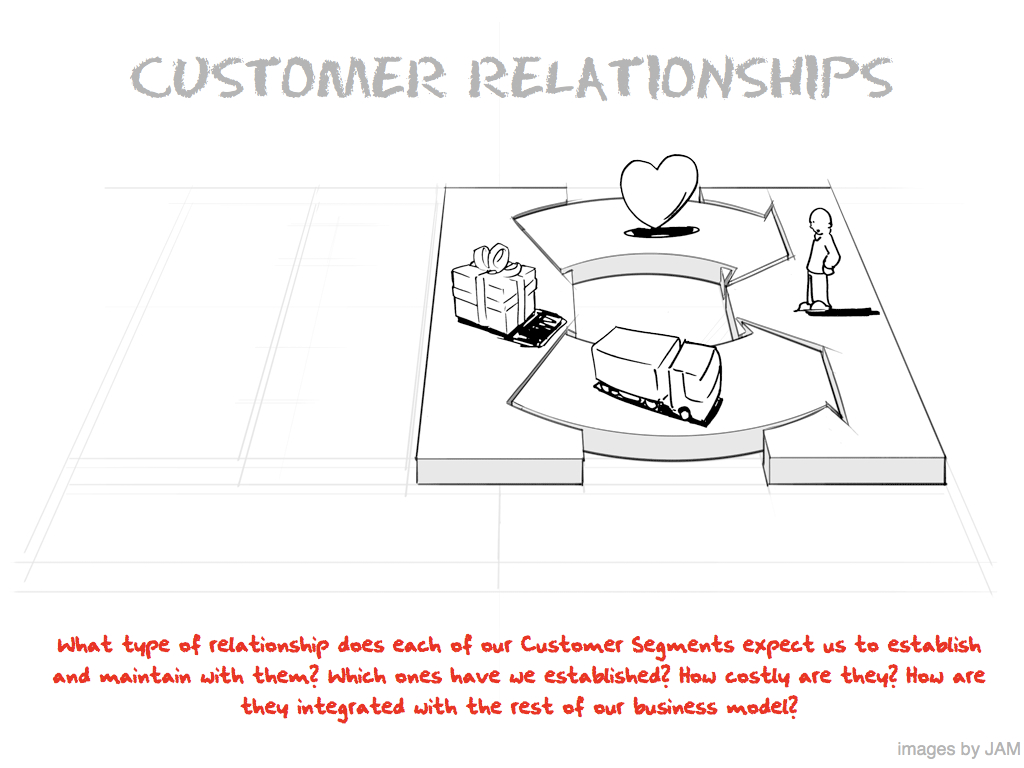 CUSTOMER RELATIONSHIPS
What type of relationship does each of our Customer Segments expect us to establish
and maintain with them? Which ones have we established? How costly are they? How are
they integrated with the rest of our business model?
images by JAM